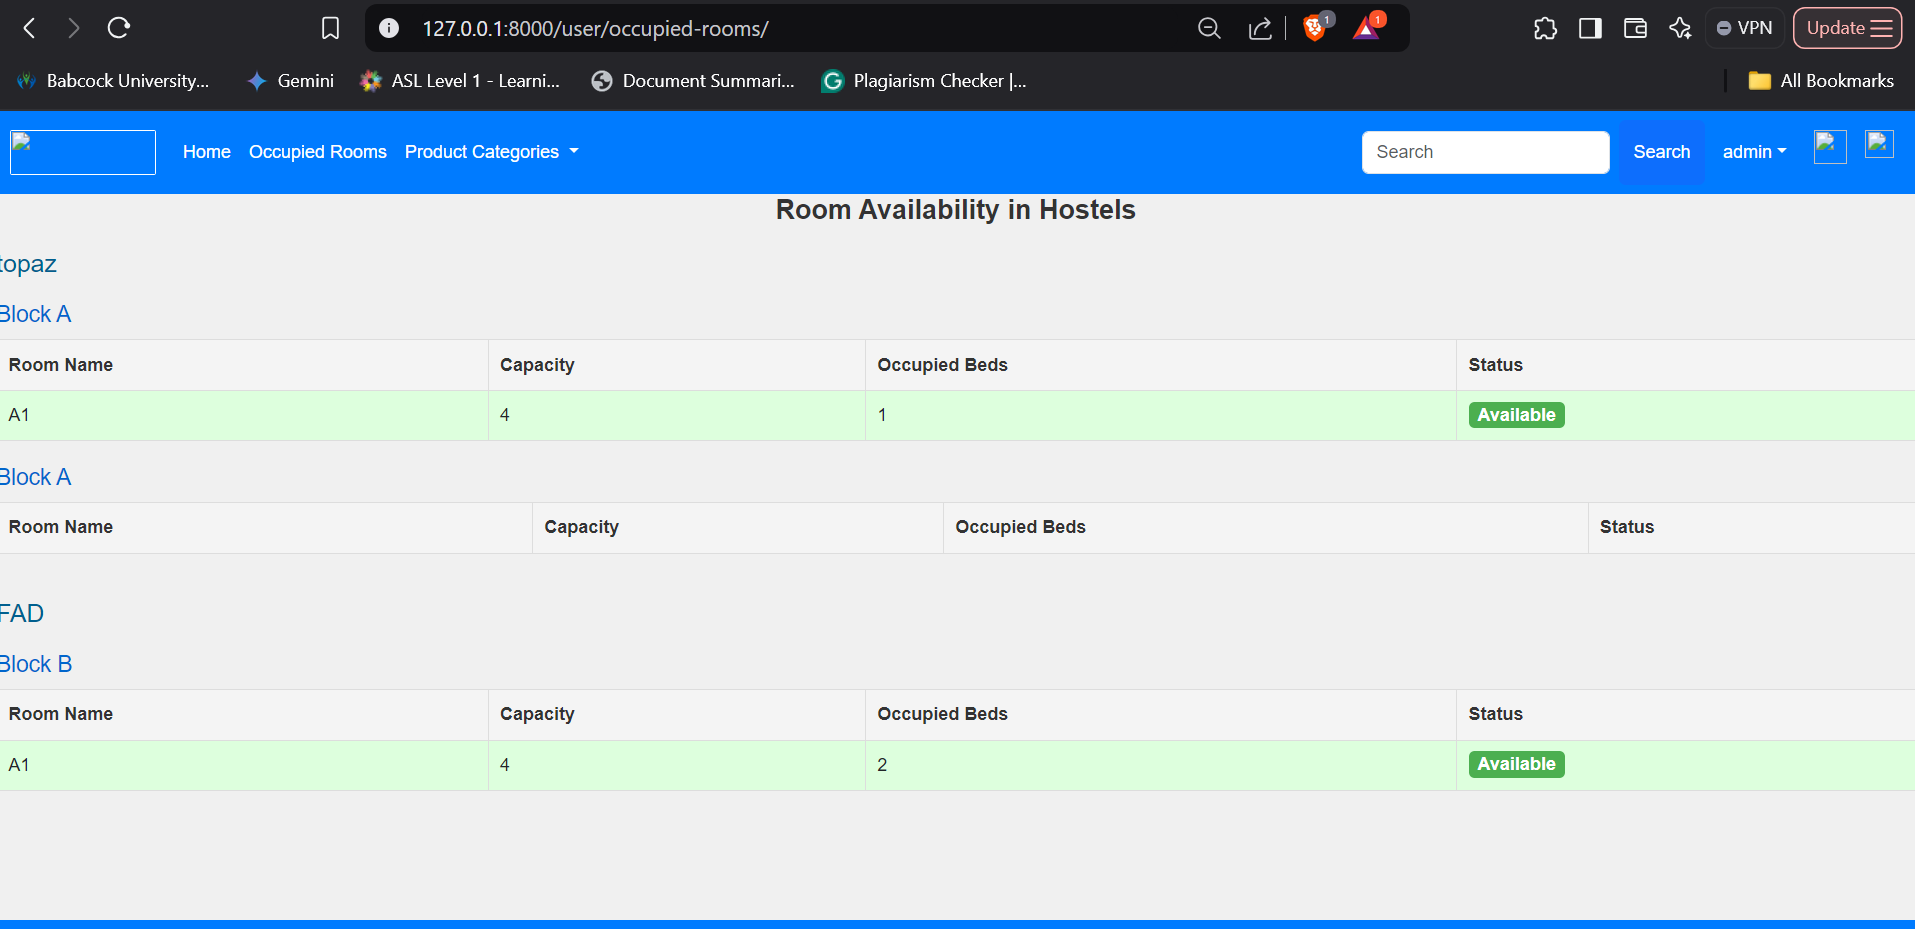 127.0.0.1:8000/user/occupied-rooms/
1
1
VPN
Update
Babcock University...
Gemini
ASL Level 1 - Learni...
Document Summari...
Plagiarism Checker |...
All Bookmarks
Home
Occupied Rooms
Product Categories
Search
Search
admin
Room Availability in Hostels
topaz
Block A
Room Name Capacity Occupied Beds Status
A1 4 1 Available
Block A
Room Name Capacity Occupied Beds Status
FAD
Block B
Room Name Capacity Occupied Beds Status
A1 4 2 Available